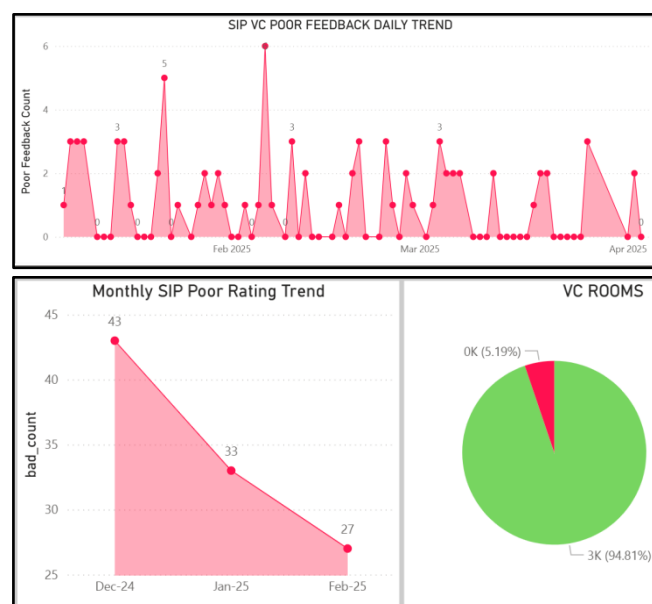 SIP VC POOR FEEDBACK DAILY TREND
Poor Feedback Count
6
4
2
0
1
0
3
0
5
0
0
6
0
3
3
0
Feb 2025
Mar 2025
Apr 2025
Monthly SIP Poor Rating Trend
bad_count
45
40
35
30
25
43
33
27
Dec-24
Jan-25
Feb-25
VC ROOMS
0K (5.19%)
3K (94.81%)